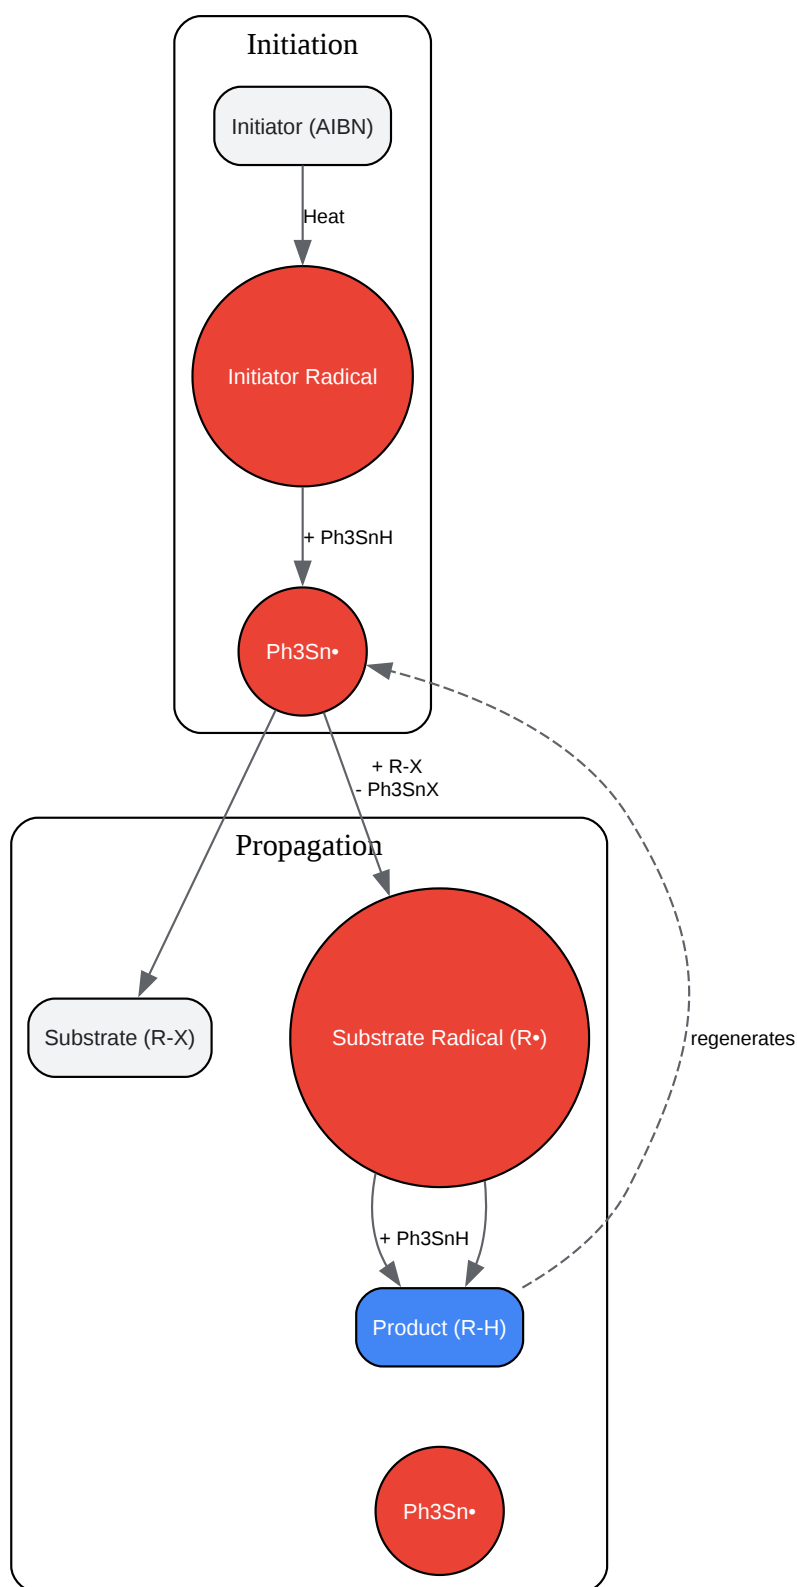 Initiation
Initiator (AIBN)
Heat
Initiator Radical
+ Ph3SnH
Ph3Sn•
+ R-X
- Ph3SnX
Propagation
Substrate (R-X)
Substrate Radical (R•)
regenerates
+ Ph3SnH
Product (R-H)
Ph3Sn•